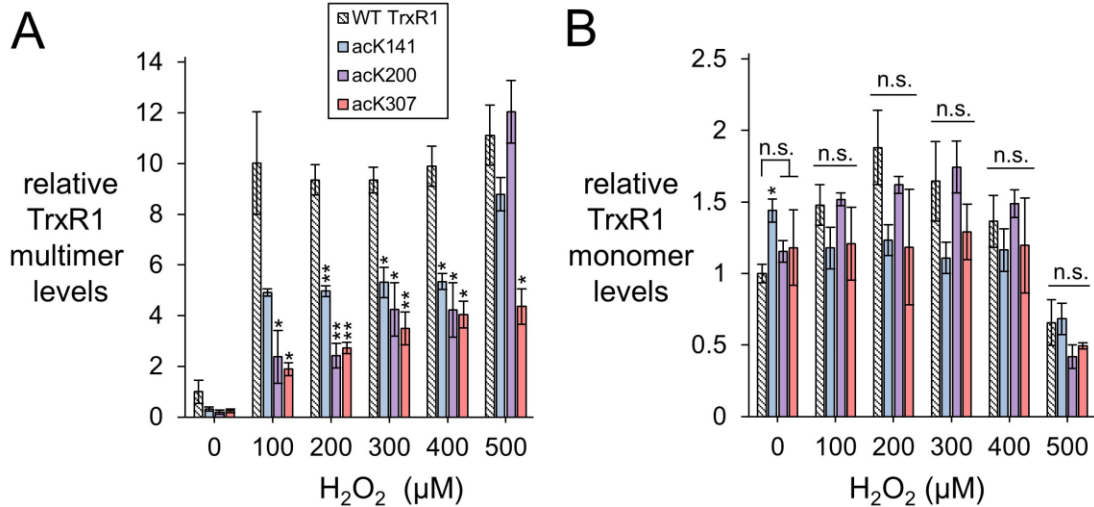 A
WT TrxR1
acK141
acK200
acK307
relative
TrxR1
multimer
levels
14
12
10
8
6
4
2
0
*
*
**
**
**
*
*
**
*
*
*
*
0 100 200 300 400 500
H₂O₂ (µM)
B
relative
TrxR1
monomer
levels
2.5
2
1.5
1
0.5
0
n.s.
*
n.s.
n.s.
n.s.
n.s.
n.s.
0 100 200 300 400 500
H₂O₂ (µM)